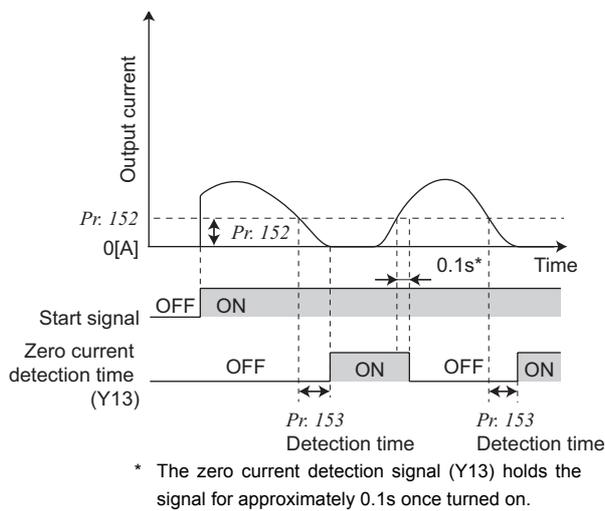 Output current
Pr. 152
Pr. 152
0[A]
0.1s*
Time
OFF ON
Start signal
Zero current
detection time
(Y13)
OFF ON OFF ON
Pr. 153
Detection time
Pr. 153
Detection time
* The zero current detection signal (Y13) holds the
signal for approximately 0.1s once turned on.